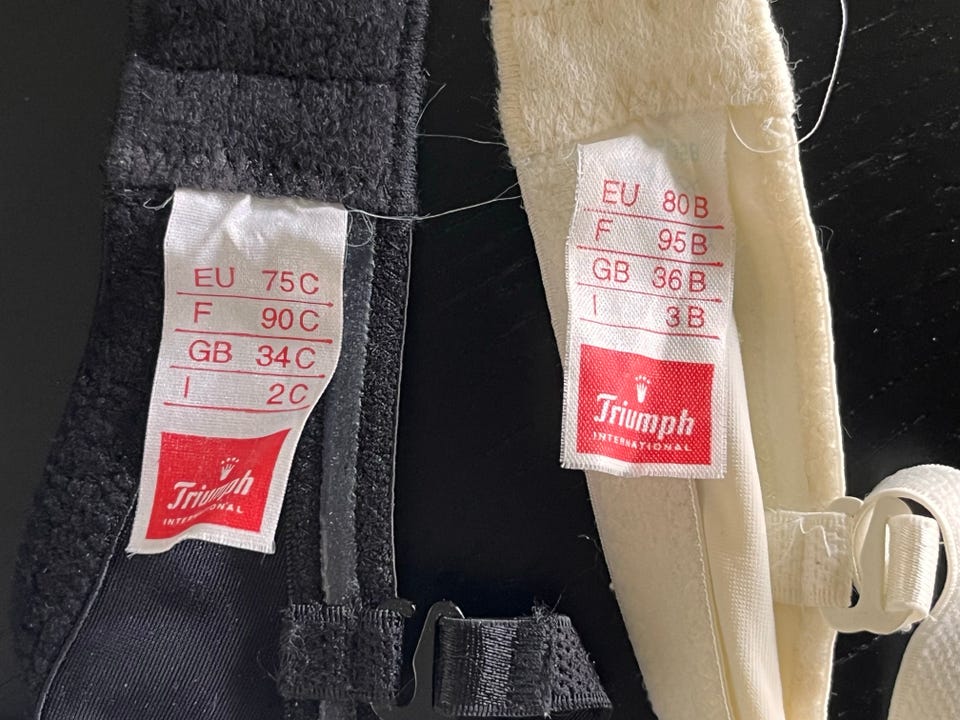 EU 75C
F 90C
GB 34C
I 2C
Triumph
INTERNATIONAL
EU 80B
F 95B
GB 36B
I 3B
Triumph
INTERNATIONAL